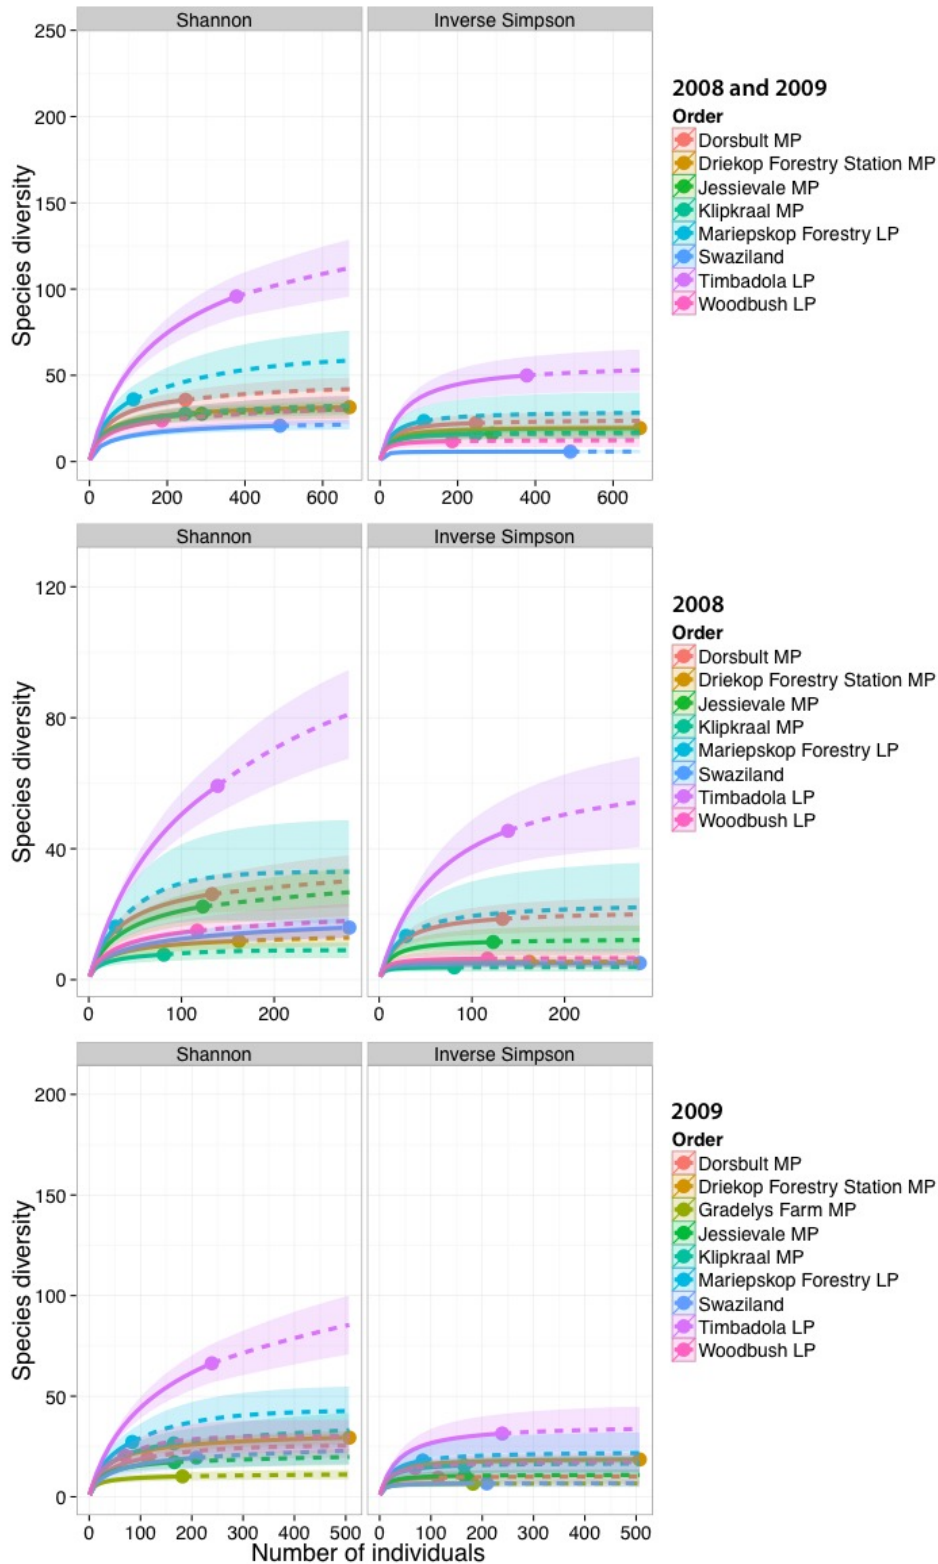 Shannon Inverse Simpson
250
200
150
100
50
0
Species diversity
0 200 400 600 0 200 400 600
2008 and 2009
Order
Dorsbult MP
Driekop Forestry Station MP
Jessievale MP
Klipkraal MP
Mariepskop Forestry LP
Swaziland
Timbadola LP
Woodbush LP
Shannon Inverse Simpson
120
80
40
0
Species diversity
0 100 200 0 100 200
2008
Order
Dorsbult MP
Driekop Forestry Station MP
Jessievale MP
Klipkraal MP
Mariepskop Forestry LP
Swaziland
Timbadola LP
Woodbush LP
Shannon Inverse Simpson
200
150
100
50
0
Species diversity
0 100 200 300 400 500 0 100 200 300 400 500
Number of individuals
2009
Order
Dorsbult MP
Driekop Forestry Station MP
Gradelys Farm MP
Jessievale MP
Klipkraal MP
Mariepskop Forestry LP
Swaziland
Timbadola LP
Woodbush LP